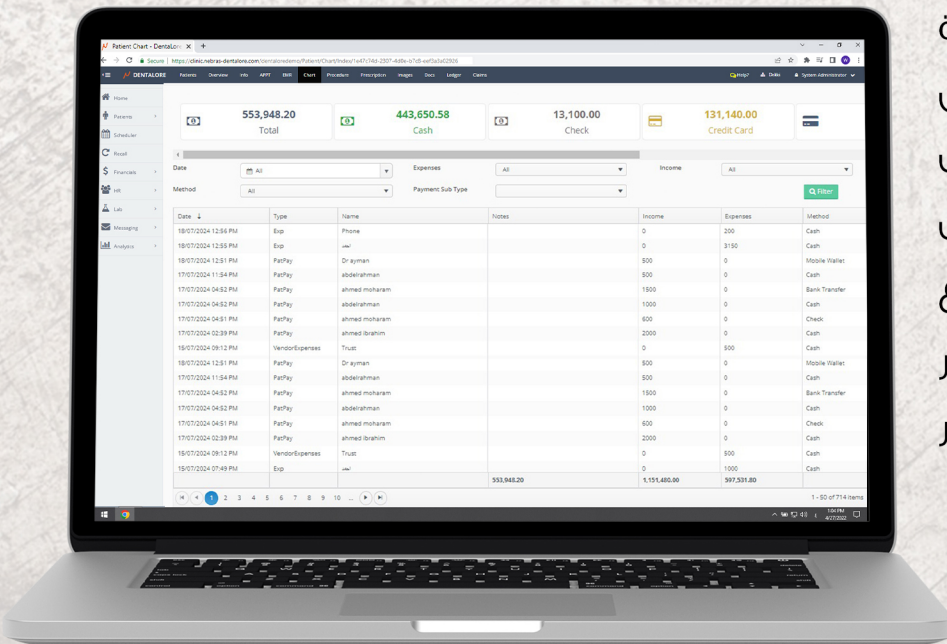 Patient Chart - DentaLore X +
Secure https://clinic.nebras-dentalore.com/dentaloredemo/Patient/Chart/Index/
DENTALORE Patients Overview Info APPT EMR Chart Procedure Prescription Images Docs Ledger Claims Help? Dokki System Administrator
Home
Patients
Scheduler
Recall
Financials
HR
Lab
Messaging
Analytics
553,948.20 443,650.58 13,100.00 131,140.00
Total Cash Check Credit Card
Date All Expenses All Income All
Method All Payment Sub Type Filter
Date ↓ Type Name Notes Income Expenses Method
18/07/2024 12:56 PM Exp Phone 0 200 Cash
18/07/2024 12:55 PM Exp 0 3150 Cash
18/07/2024 12:51 PM PatPay Dr ayman 500 0 Mobile Wallet
17/07/2024 11:54 PM PatPay abdelrahman 500 0 Cash
17/07/2024 04:52 PM PatPay ahmed moharam 1500 0 Bank Transfer
17/07/2024 04:52 PM PatPay abdelrahman 1000 0 Cash
17/07/2024 04:51 PM PatPay ahmed moharam 600 0 Check
17/07/2024 02:39 PM PatPay ahmed ibrahim 2000 0 Cash
15/07/2024 09:12 PM VendorExpenses Trust 0 500 Cash
18/07/2024 12:51 PM PatPay Dr ayman 500 0 Mobile Wallet
17/07/2024 11:54 PM PatPay abdelrahman 500 0 Cash
17/07/2024 04:52 PM PatPay ahmed moharam 1500 0 Bank Transfer
17/07/2024 04:52 PM PatPay abdelrahman 1000 0 Cash
17/07/2024 04:51 PM PatPay ahmed moharam 600 0 Check
17/07/2024 02:39 PM PatPay ahmed ibrahim 2000 0 Cash
15/07/2024 09:12 PM VendorExpenses Trust 0 500 Cash
15/07/2024 07:49 PM Exp 0 1000 Cash
553,948.20 1,151,480.00 597,531.80
1 2 3 4 5 6 7 8 9 10 ... 1 - 50 of 714 items
1:04 PM
4/27/2022